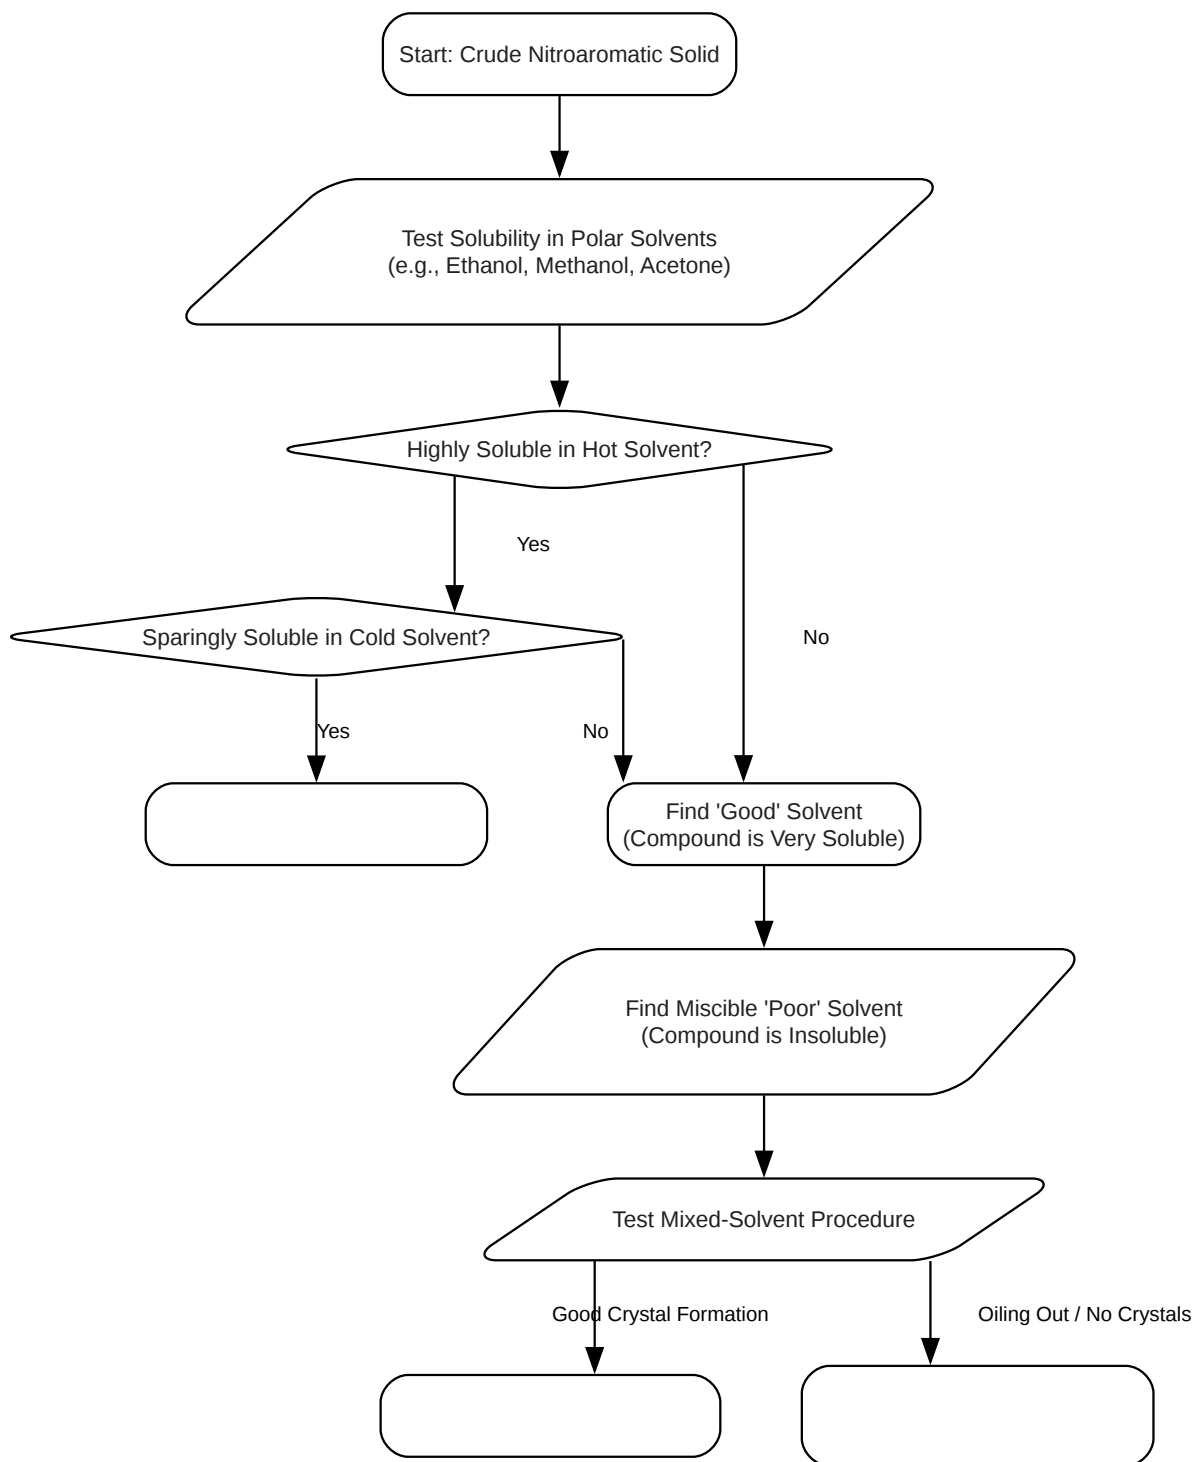 Start: Crude Nitroaromatic Solid
Test Solubility in Polar Solvents
(e.g., Ethanol, Methanol, Acetone)
Highly Soluble in Hot Solvent?
Yes
No
Sparingly Soluble in Cold Solvent?
Yes
No
Find 'Good' Solvent
(Compound is Very Soluble)
Find Miscible 'Poor' Solvent
(Compound is Insoluble)
Test Mixed-Solvent Procedure
Good Crystal Formation
Oiling Out / No Crystals